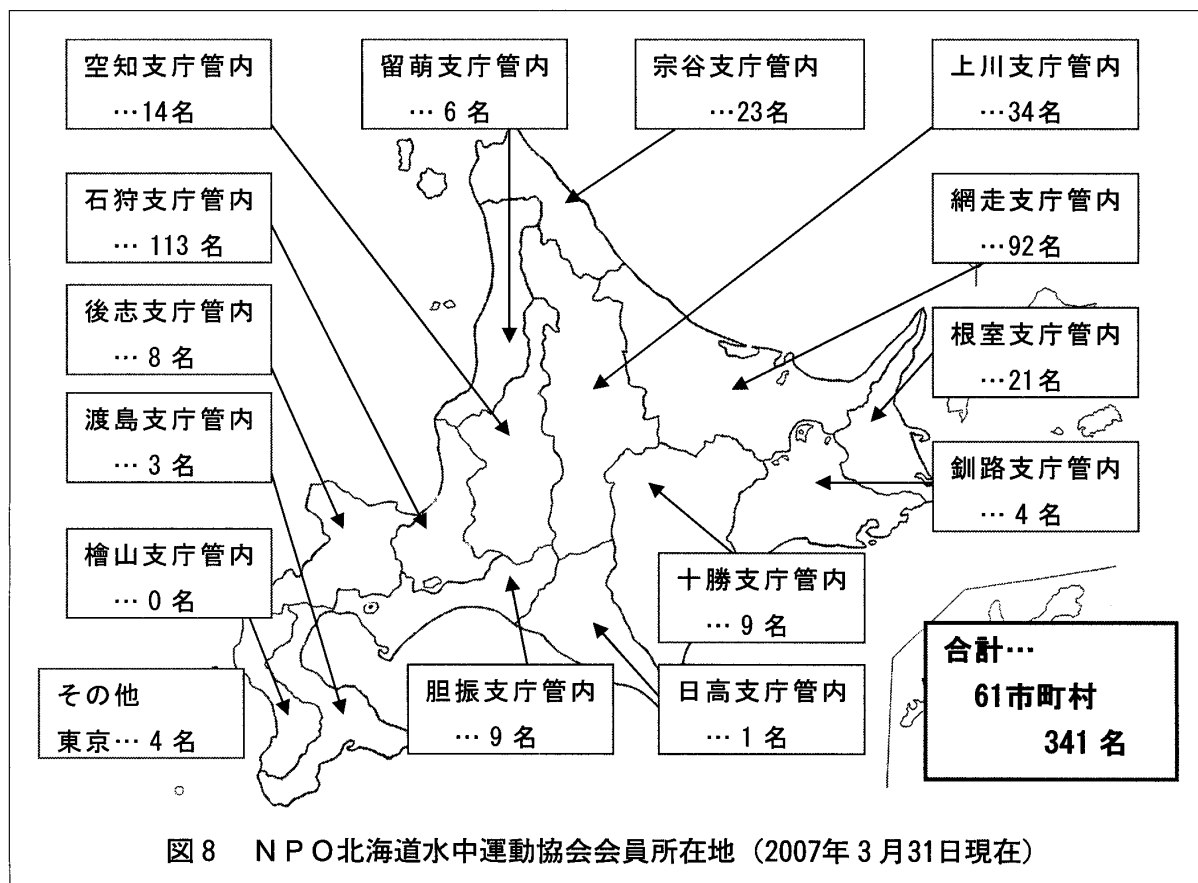 空知支庁管内
…14名
留萌支庁管内
… 6 名
宗谷支庁管内
…23名
上川支庁管内
…34名
石狩支庁管内
… 113 名
網走支庁管内
…92名
後志支庁管内
… 8 名
根室支庁管内
…21名
渡島支庁管内
… 3 名
釧路支庁管内
… 4 名
檜山支庁管内
… 0 名
十勝支庁管内
… 9 名
その他
東京… 4 名
胆振支庁管内
… 9 名
日高支庁管内
… 1 名
合計…
61市町村
341 名
図8 NPO北海道水中運動協会会員所在地（2007年3月31日現在）